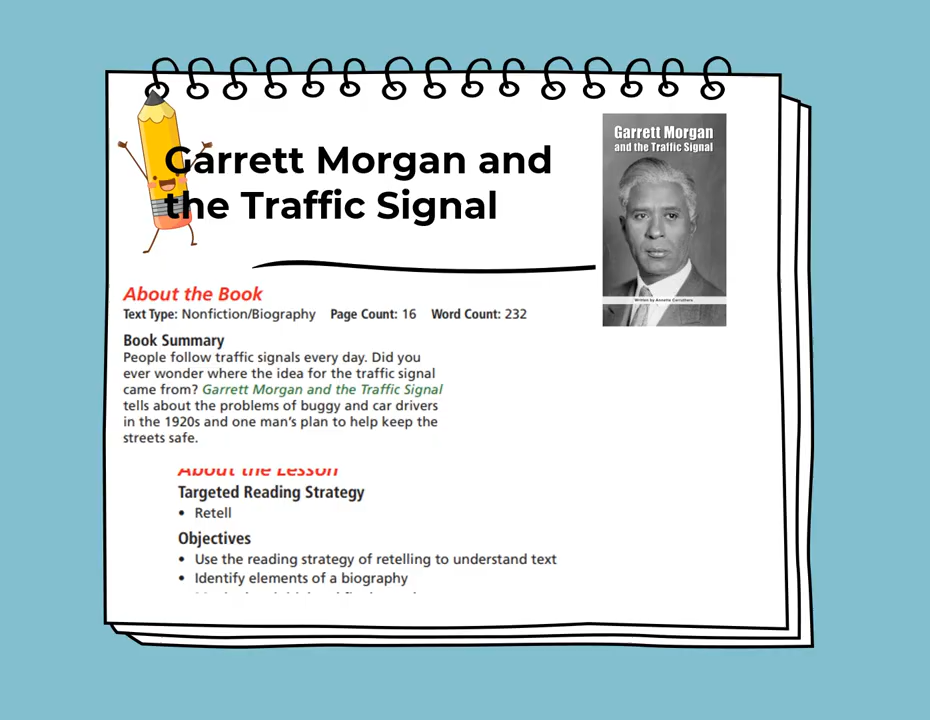 Garrett Morgan and
the Traffic Signal
Garrett Morgan
and the Traffic Signal
Written by Annette Carruthers
About the Book
Text Type: Nonfiction/Biography Page Count: 16 Word Count: 232
Book Summary
People follow traffic signals every day. Did you
ever wonder where the idea for the traffic signal
came from? Garrett Morgan and the Traffic Signal
tells about the problems of buggy and car drivers
in the 1920s and one man's plan to help keep the
streets safe.
About the Lesson
Targeted Reading Strategy
• Retell
Objectives
• Use the reading strategy of retelling to understand text
• Identify elements of a biography